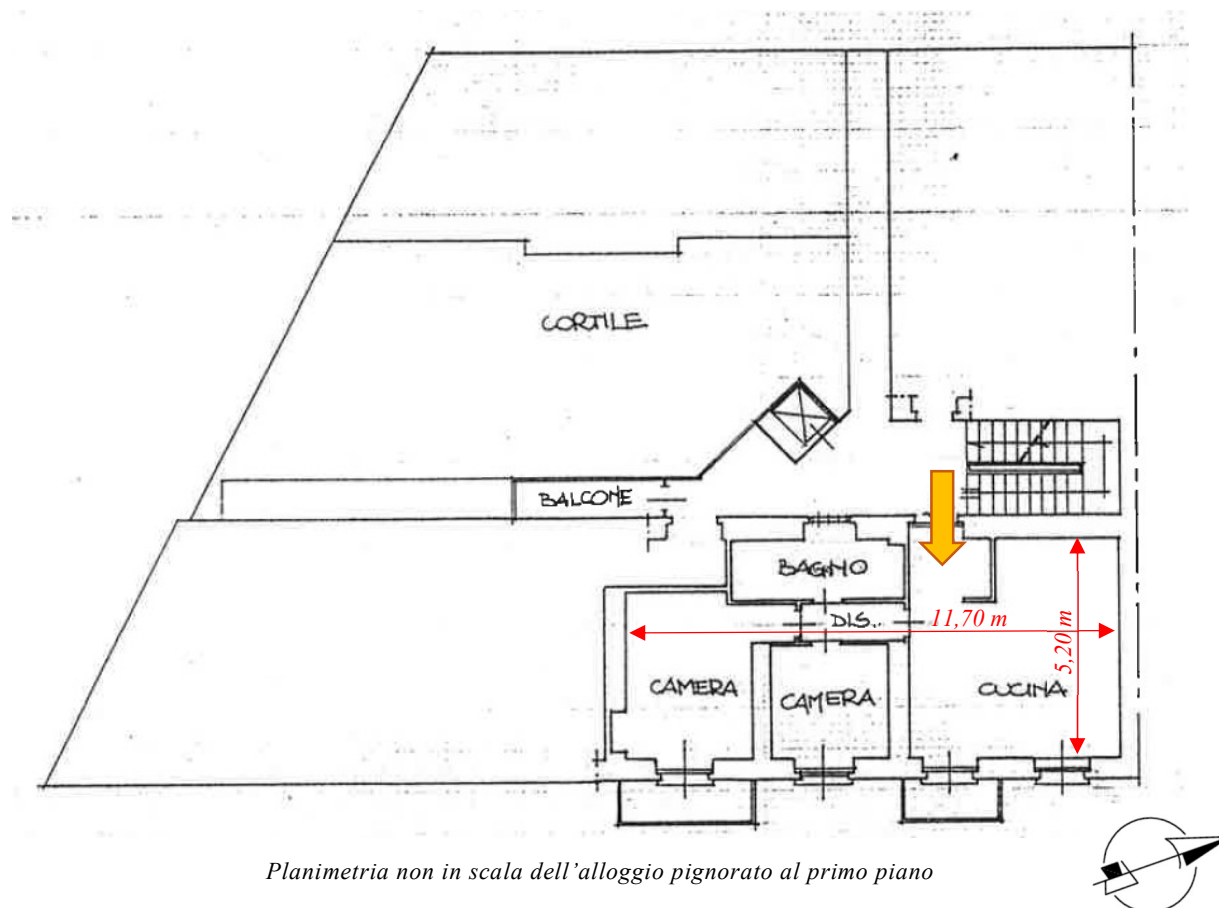 CORTILE
BALCONE
BAGNO
DIS.
11,70 m
5,20 m
CAMERA
CAMERA
CUCINA
Planimetria non in scala dell'alloggio pignorato al primo piano